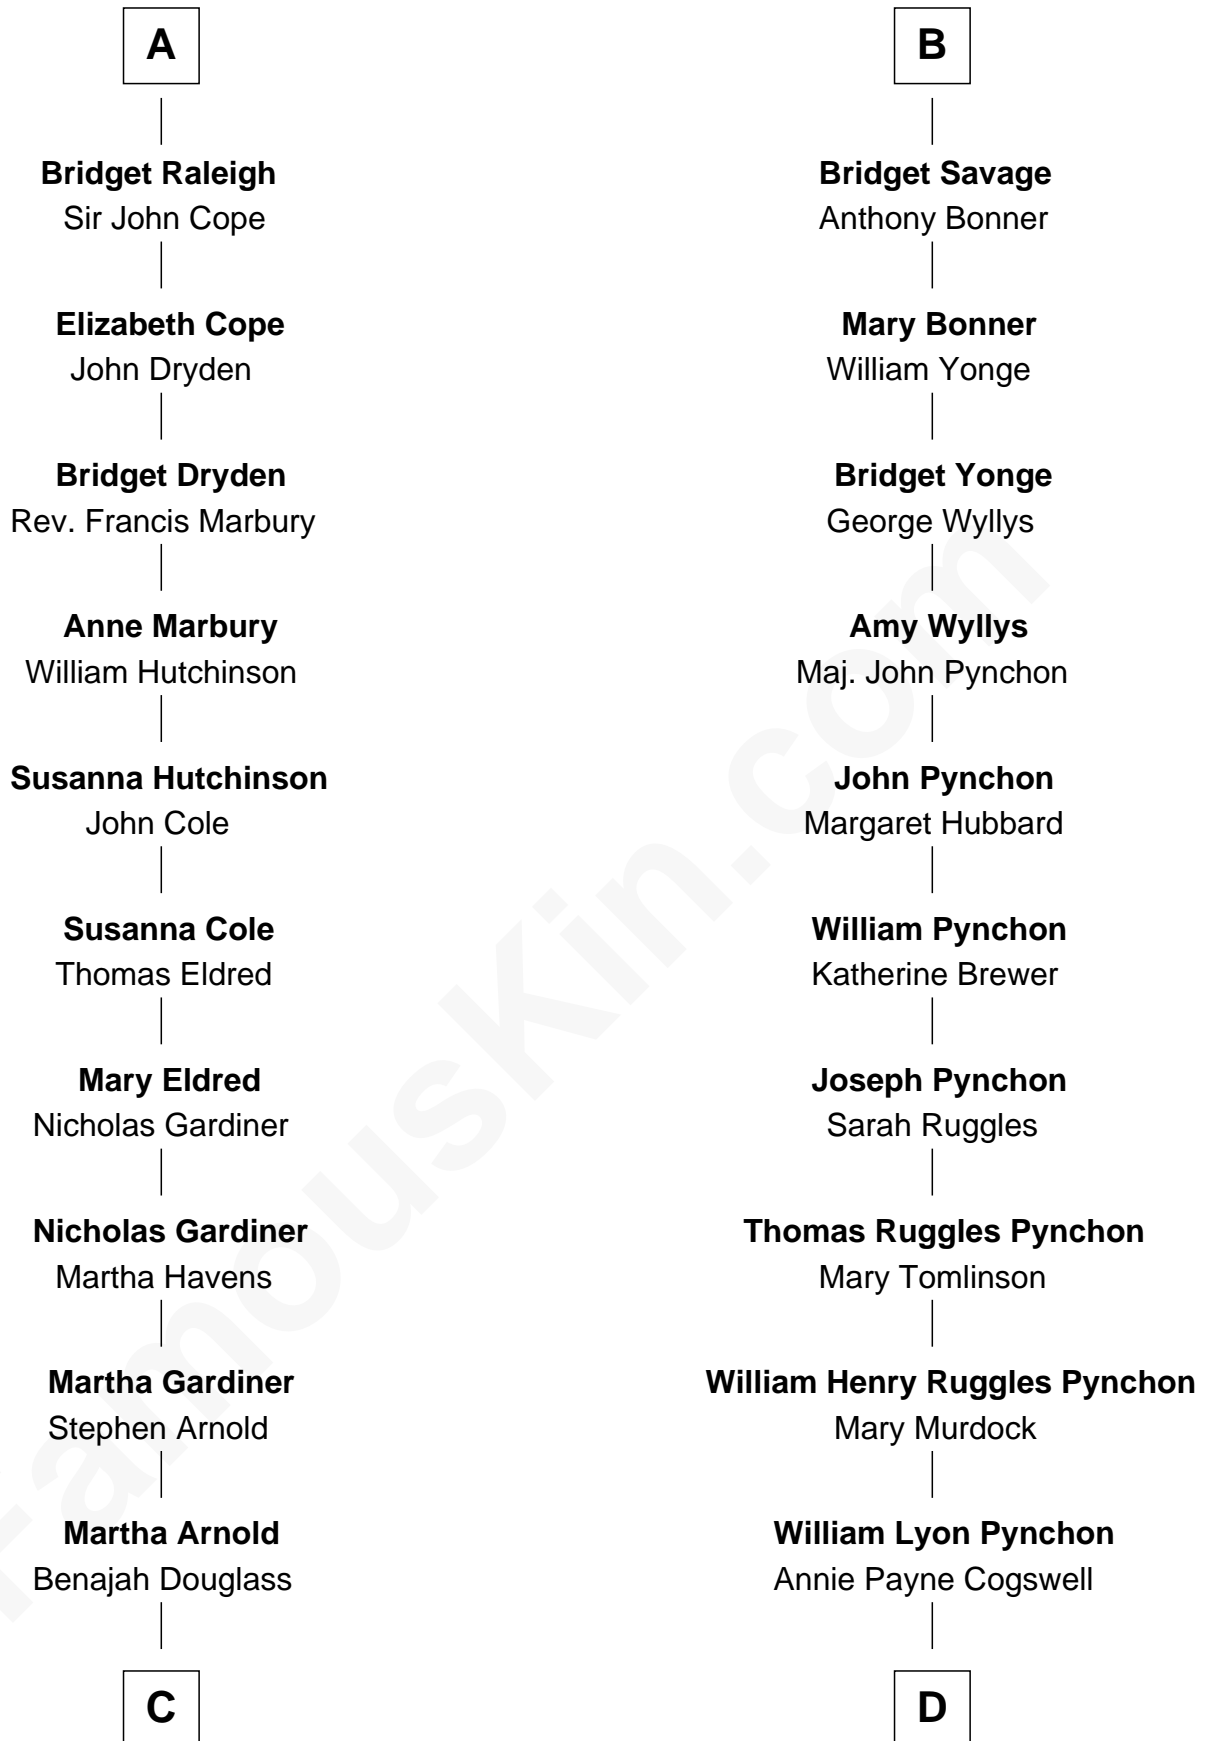 A
Bridget Raleigh
Sir John Cope
Elizabeth Cope
John Dryden
Bridget Dryden
Rev. Francis Marbury
Anne Marbury
William Hutchinson
Susanna Hutchinson
John Cole
Susanna Cole
Thomas Eldred
Mary Eldred
Nicholas Gardiner
Nicholas Gardiner
Martha Havens
Martha Gardiner
Stephen Arnold
Martha Arnold
Benajah Douglass
C
B
Bridget Savage
Anthony Bonner
Mary Bonner
William Yonge
Bridget Yonge
George Wyllys
Amy Wyllys
Maj. John Pynchon
John Pynchon
Margaret Hubbard
William Pynchon
Katherine Brewer
Joseph Pynchon
Sarah Ruggles
Thomas Ruggles Pynchon
Mary Tomlinson
William Henry Ruggles Pynchon
Mary Murdock
William Lyon Pynchon
Annie Payne Cogswell
D
FamousKin.com